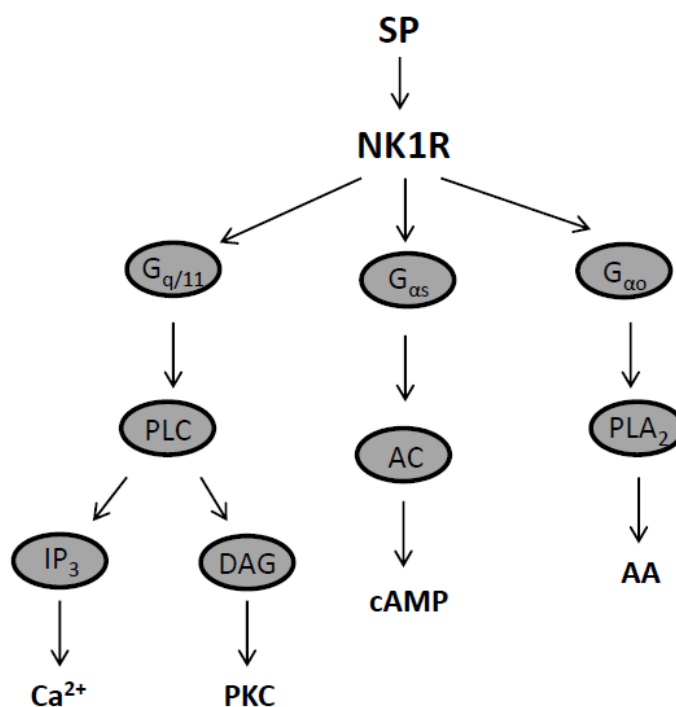 SP
NK1R
Gq/11
Gαs
Gαo
PLC
AC
PLA2
IP3
DAG
cAMP
AA
Ca2+
PKC